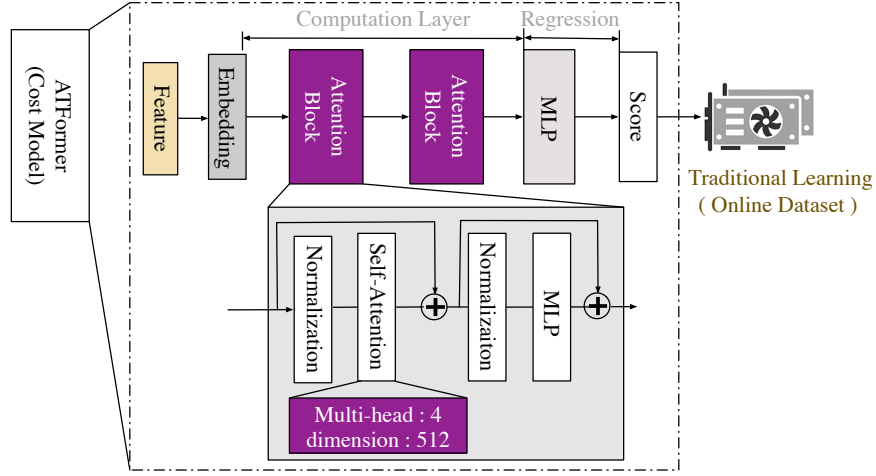 Computation Layer
Regression
ATFormer
(Cost Model)
Feature
Embedding
Attention
Block
Attention
Block
MLP
Score
Traditional Learning
( Online Dataset )
Normalization
Self-Attention
Normalizaiton
MLP
Multi-head : 4
dimension : 512